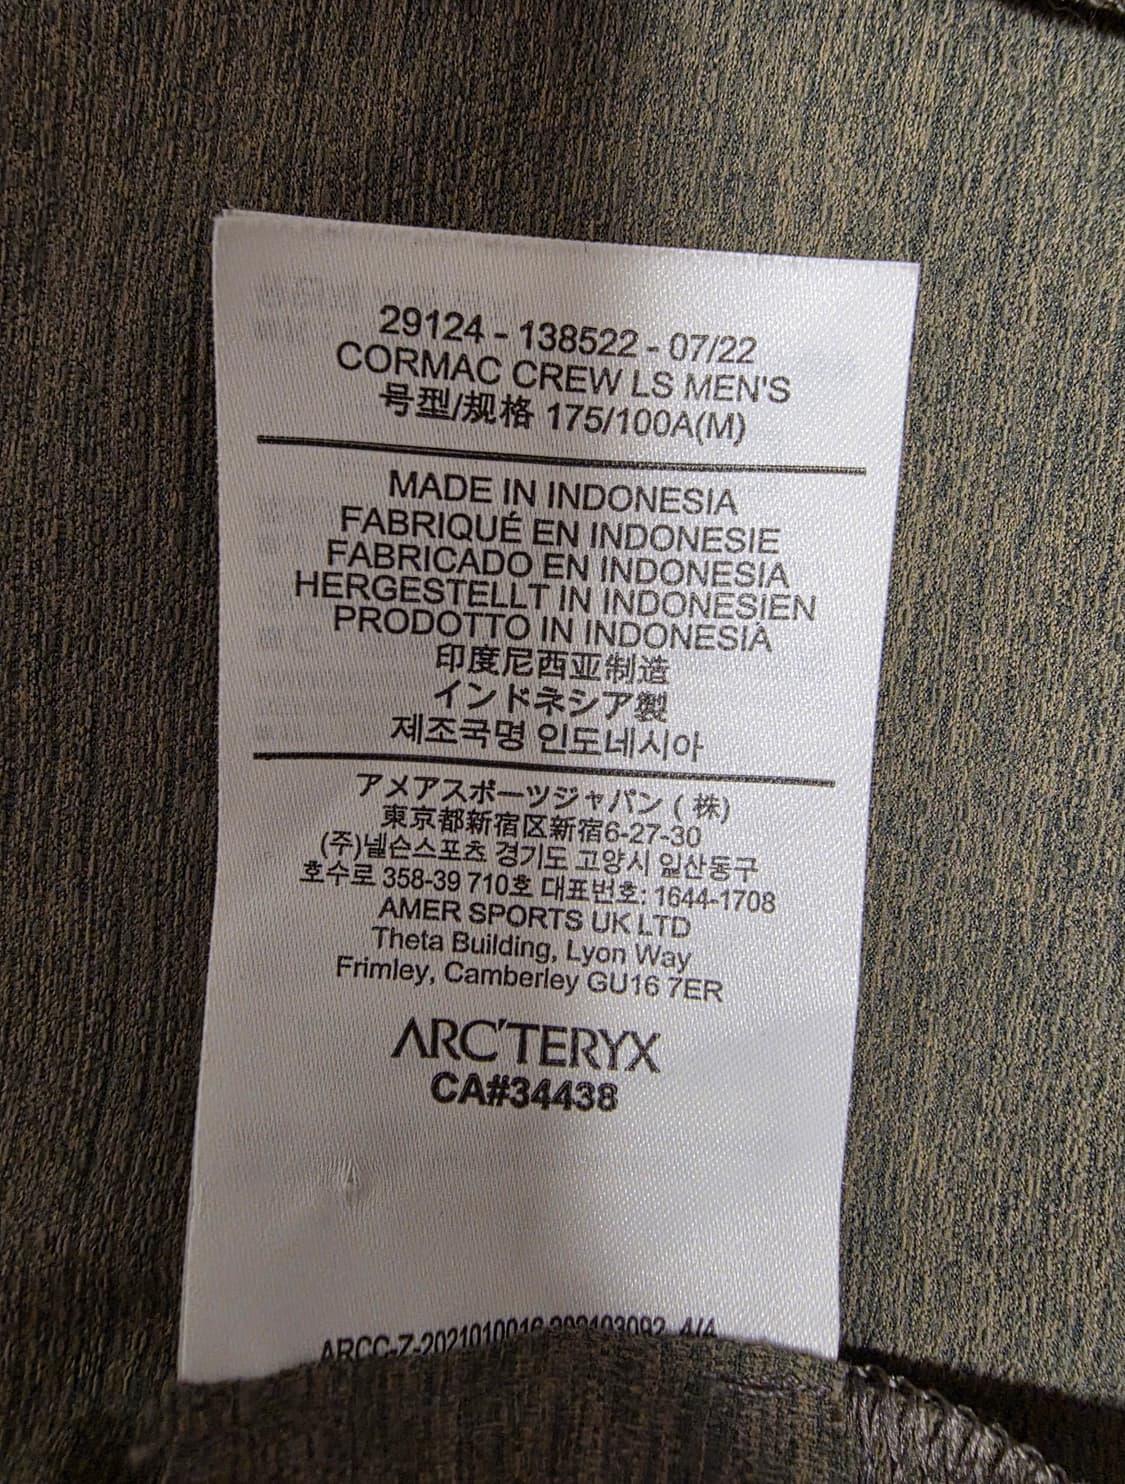 29124 - 138522 - 07/22
CORMAC CREW LS MEN'S
号型/规格 175/100A(M)
MADE IN INDONESIA
FABRIQUÉ EN INDONESIE
FABRICADO EN INDONESIA
HERGESTELLT IN INDONESIEN
PRODOTTO IN INDONESIA
印度尼西亚制造
インドネシア製
제조국명 인도네시아
アメアスポーツジャパン ( 株)
東京都新宿区新宿6-27-30
(주)넬슨스포츠 경기도 고양시 일산동구
호수로 358-39 710호 대표번호: 1644-1708
AMER SPORTS UK LTD
Theta Building, Lyon Way
Frimley, Camberley GU16 7ER
ARC'TERYX
CA#34438
4/4